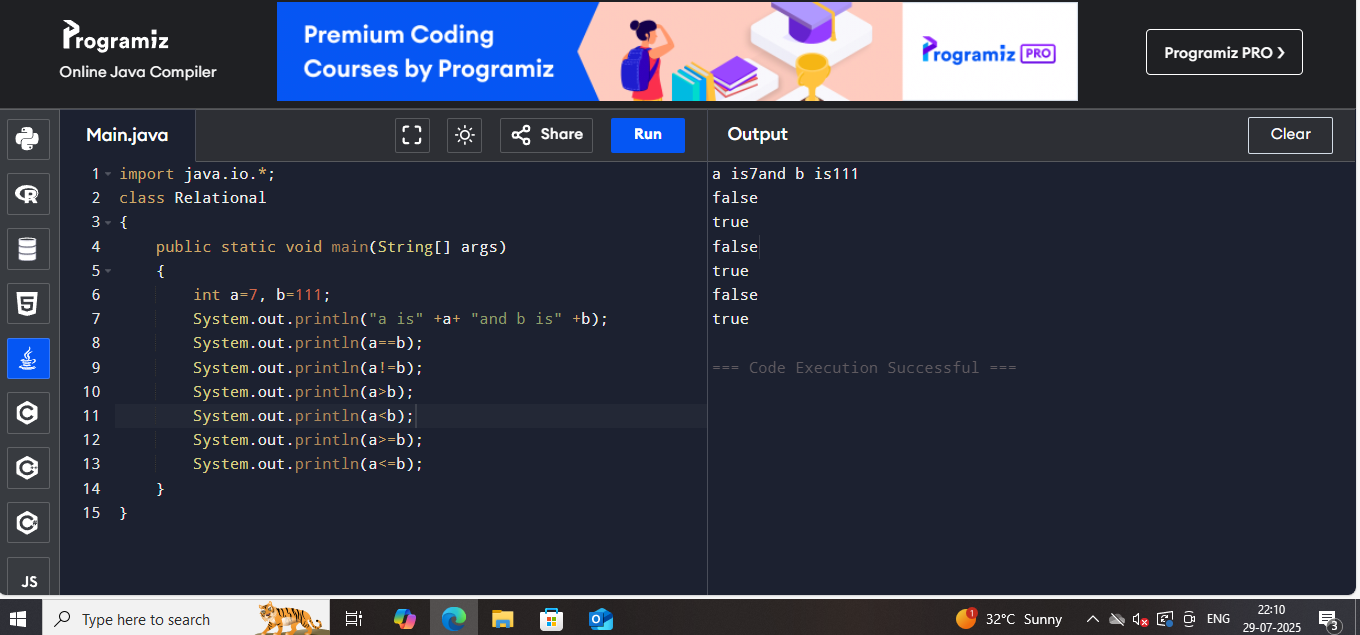 Programiz
Online Java Compiler
Premium Coding
Courses by Programiz
Programiz PRO
Programiz PRO ❯
Main.java
Share
Run
Output
Clear
1 import java.io.*;
2 class Relational
3 {
4     public static void main(String[] args)
5     {
6         int a=7, b=111;
7         System.out.println("a is" +a+ "and b is" +b);
8         System.out.println(a==b);
9         System.out.println(a!=b);
10         System.out.println(a>b);
11         System.out.println(a<b);
12         System.out.println(a>=b);
13         System.out.println(a<=b);
14     }
15 }
a is7and b is111
false
true
false
true
false
true
=== Code Execution Successful ===
JS
Type here to search
1
32°C Sunny
ENG
22:10
29-07-2025
3